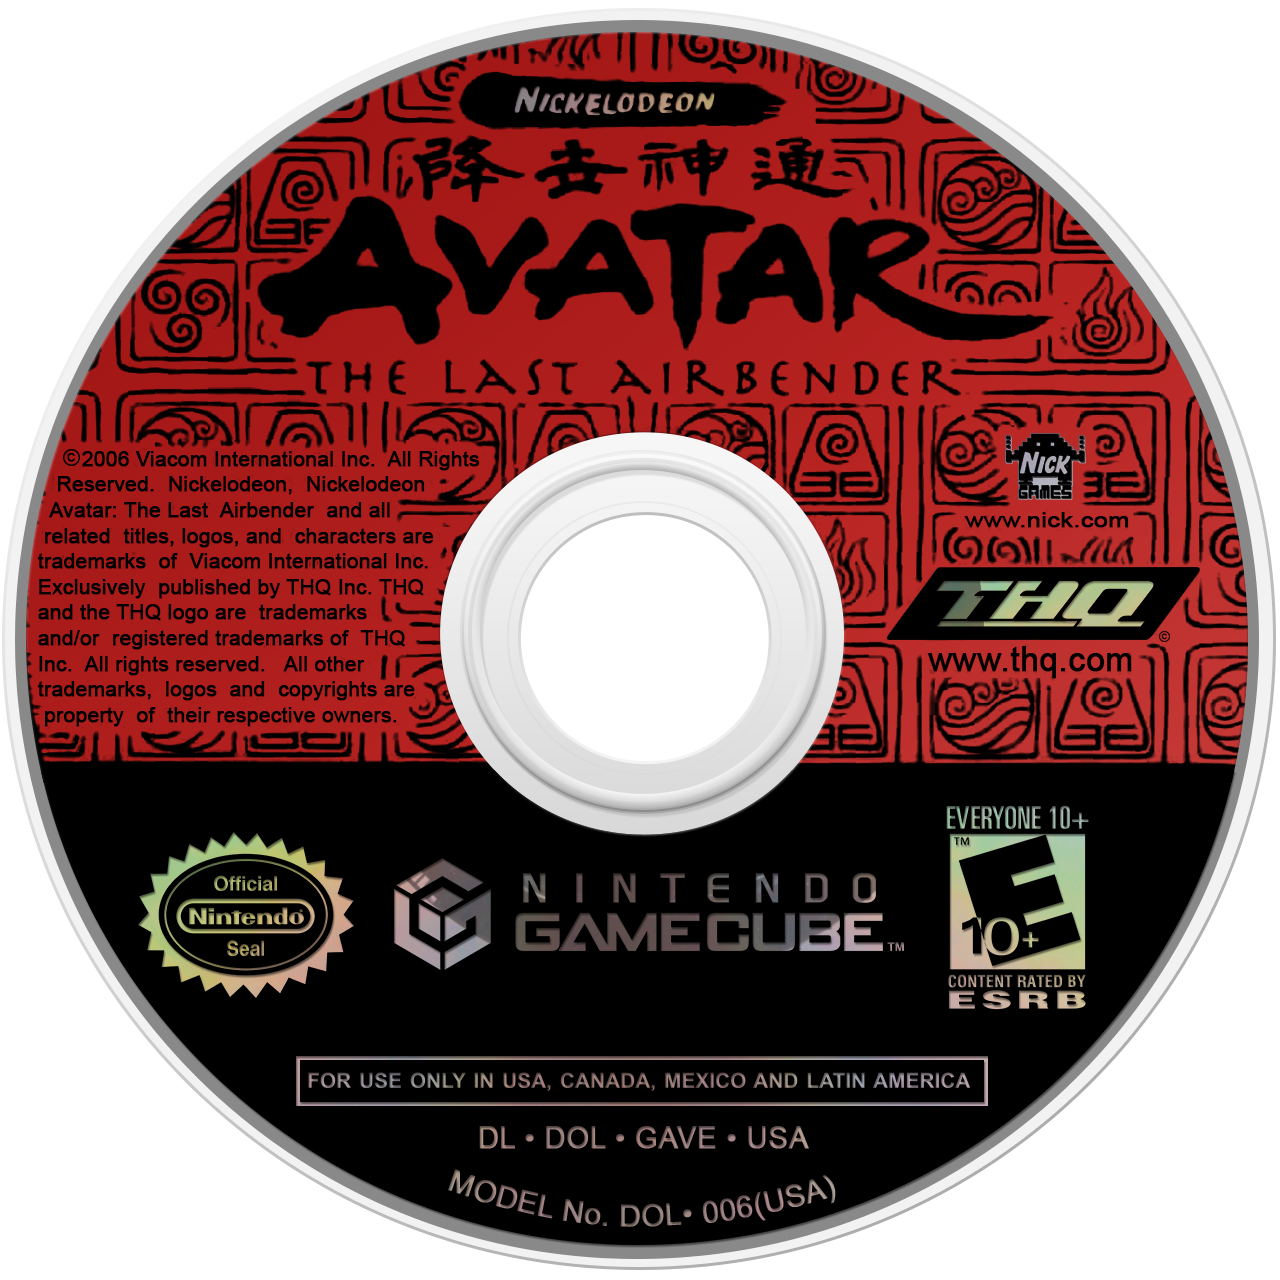 NICKELODEON
降世神通
AVATAR
THE LAST AIRBENDER
©2006 Viacom International Inc. All Rights
Reserved. Nickelodeon, Nickelodeon
Avatar: The Last Airbender and all
related titles, logos, and characters are
trademarks of Viacom International Inc.
Exclusively published by THQ Inc. THQ
and the THQ logo are trademarks
and/or registered trademarks of THQ
Inc. All rights reserved. All other
trademarks, logos and copyrights are
property of their respective owners.
NICK
GAMES
www.nick.com
THQ
©
www.thq.com
Official
Nintendo®
Seal
NINTENDO
GAMECUBE™
EVERYONE 10+
™
E
10+
CONTENT RATED BY
ESRB
FOR USE ONLY IN USA, CANADA, MEXICO AND LATIN AMERICA
DL • DOL • GAVE • USA
MODEL No. DOL• 006(USA)